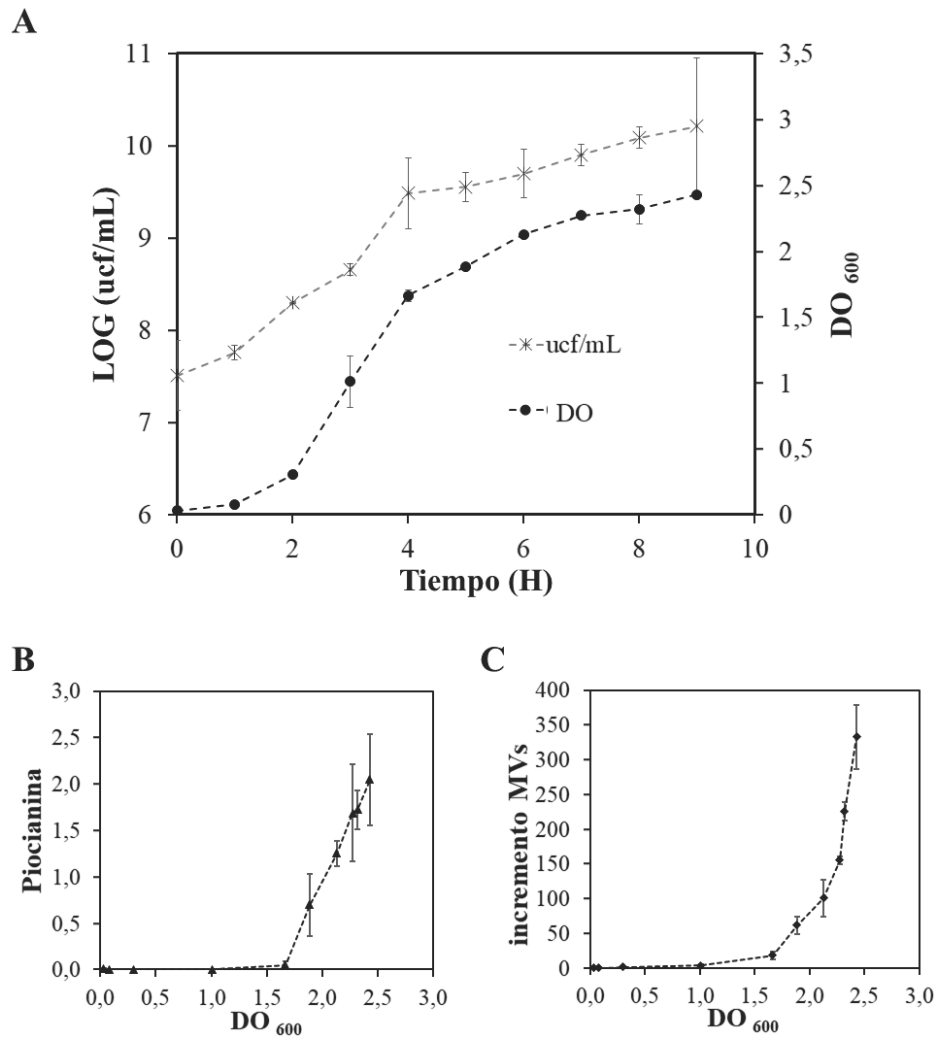 A
LOG (ucf/mL)
11
10
9
8
7
6
3,5
3
2,5
2
1,5
1
0,5
0
DO 600
ucf/mL
DO
0 2 4 6 8 10
Tiempo (H)
B
Piocianina
3,0
2,5
2,0
1,5
1,0
0,5
0,0
0,0 0,5 1,0 1,5 2,0 2,5 3,0
DO 600
C
incremento MVs
400
350
300
250
200
150
100
50
0
0,0 0,5 1,0 1,5 2,0 2,5 3,0
DO 600